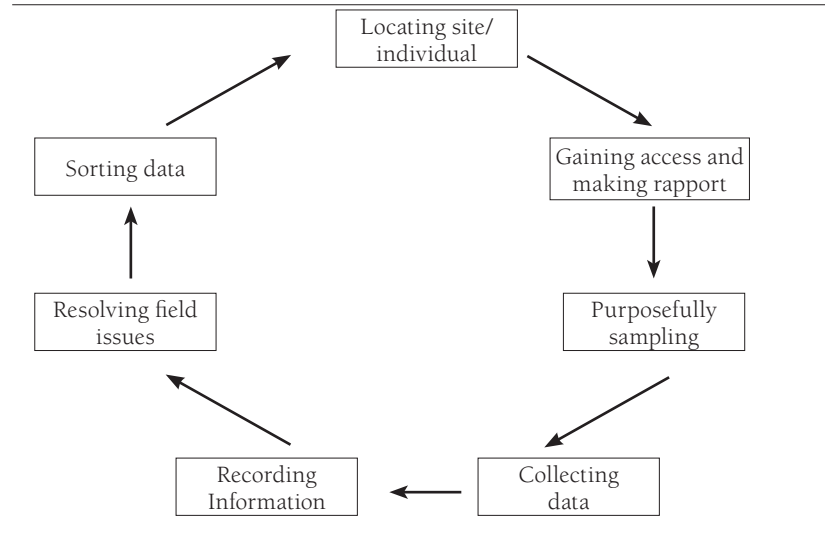 Locating site/
individual
Gaining access and
making rapport
Purposefully
sampling
Collecting
data
Recording
Information
Resolving field
issues
Sorting data